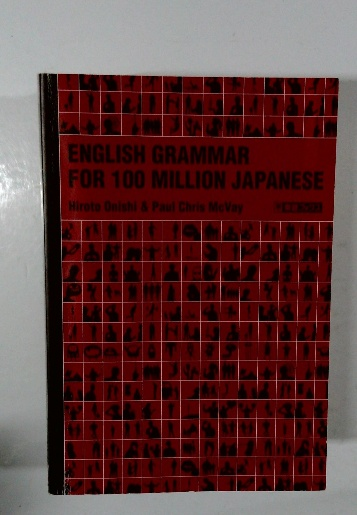 ENGLISH GRAMMAR
FOR 100 MILLION JAPANESE
Hiroto Onishi & Paul Chris McVay